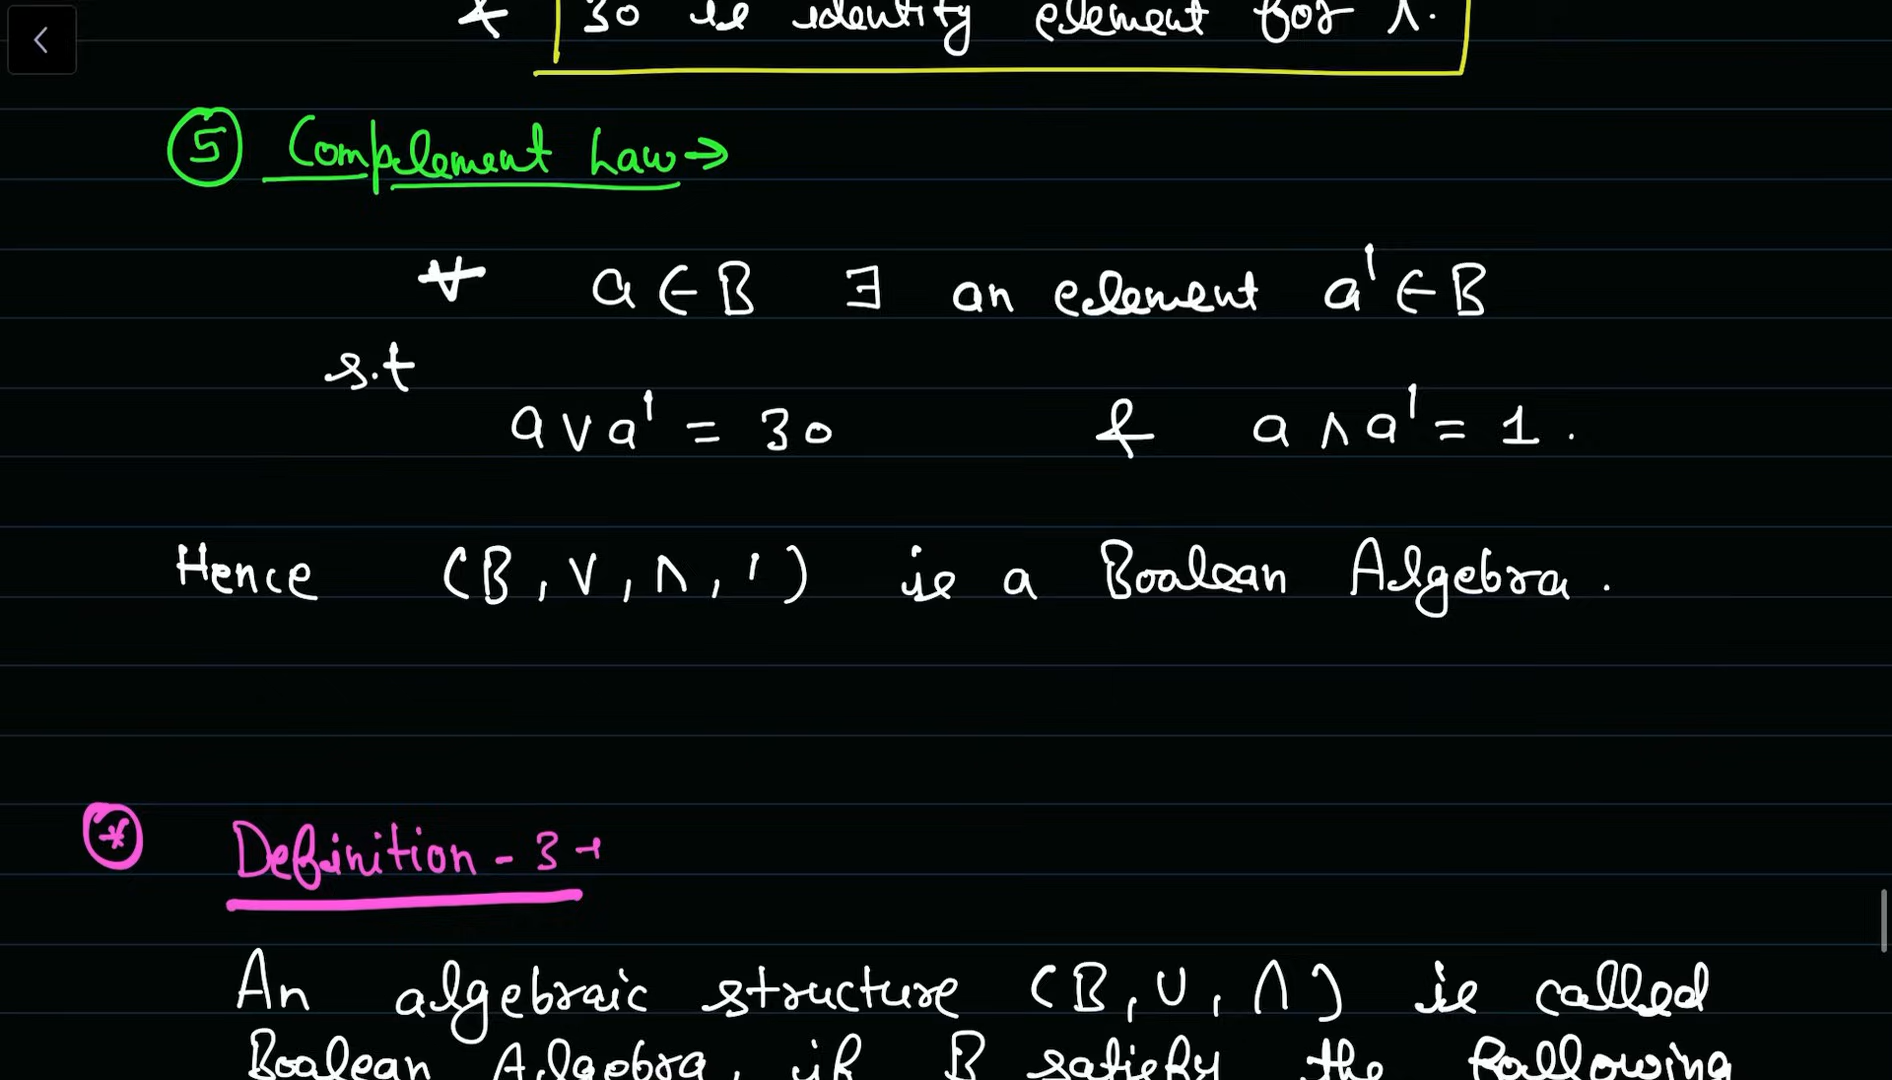 * 30 is identity element for ∧.
⑤ Complement Law →
∀ a ∈ B ∃ an element a' ∈ B
s.t
a ∨ a' = 30 & a ∧ a' = 1.
Hence (B, ∨, ∧, ') is a Boolean Algebra.
* Definition - 3 →
An algebraic structure (B, ∪, ∩) is called
Boolean Algebra, if B satisfy the following